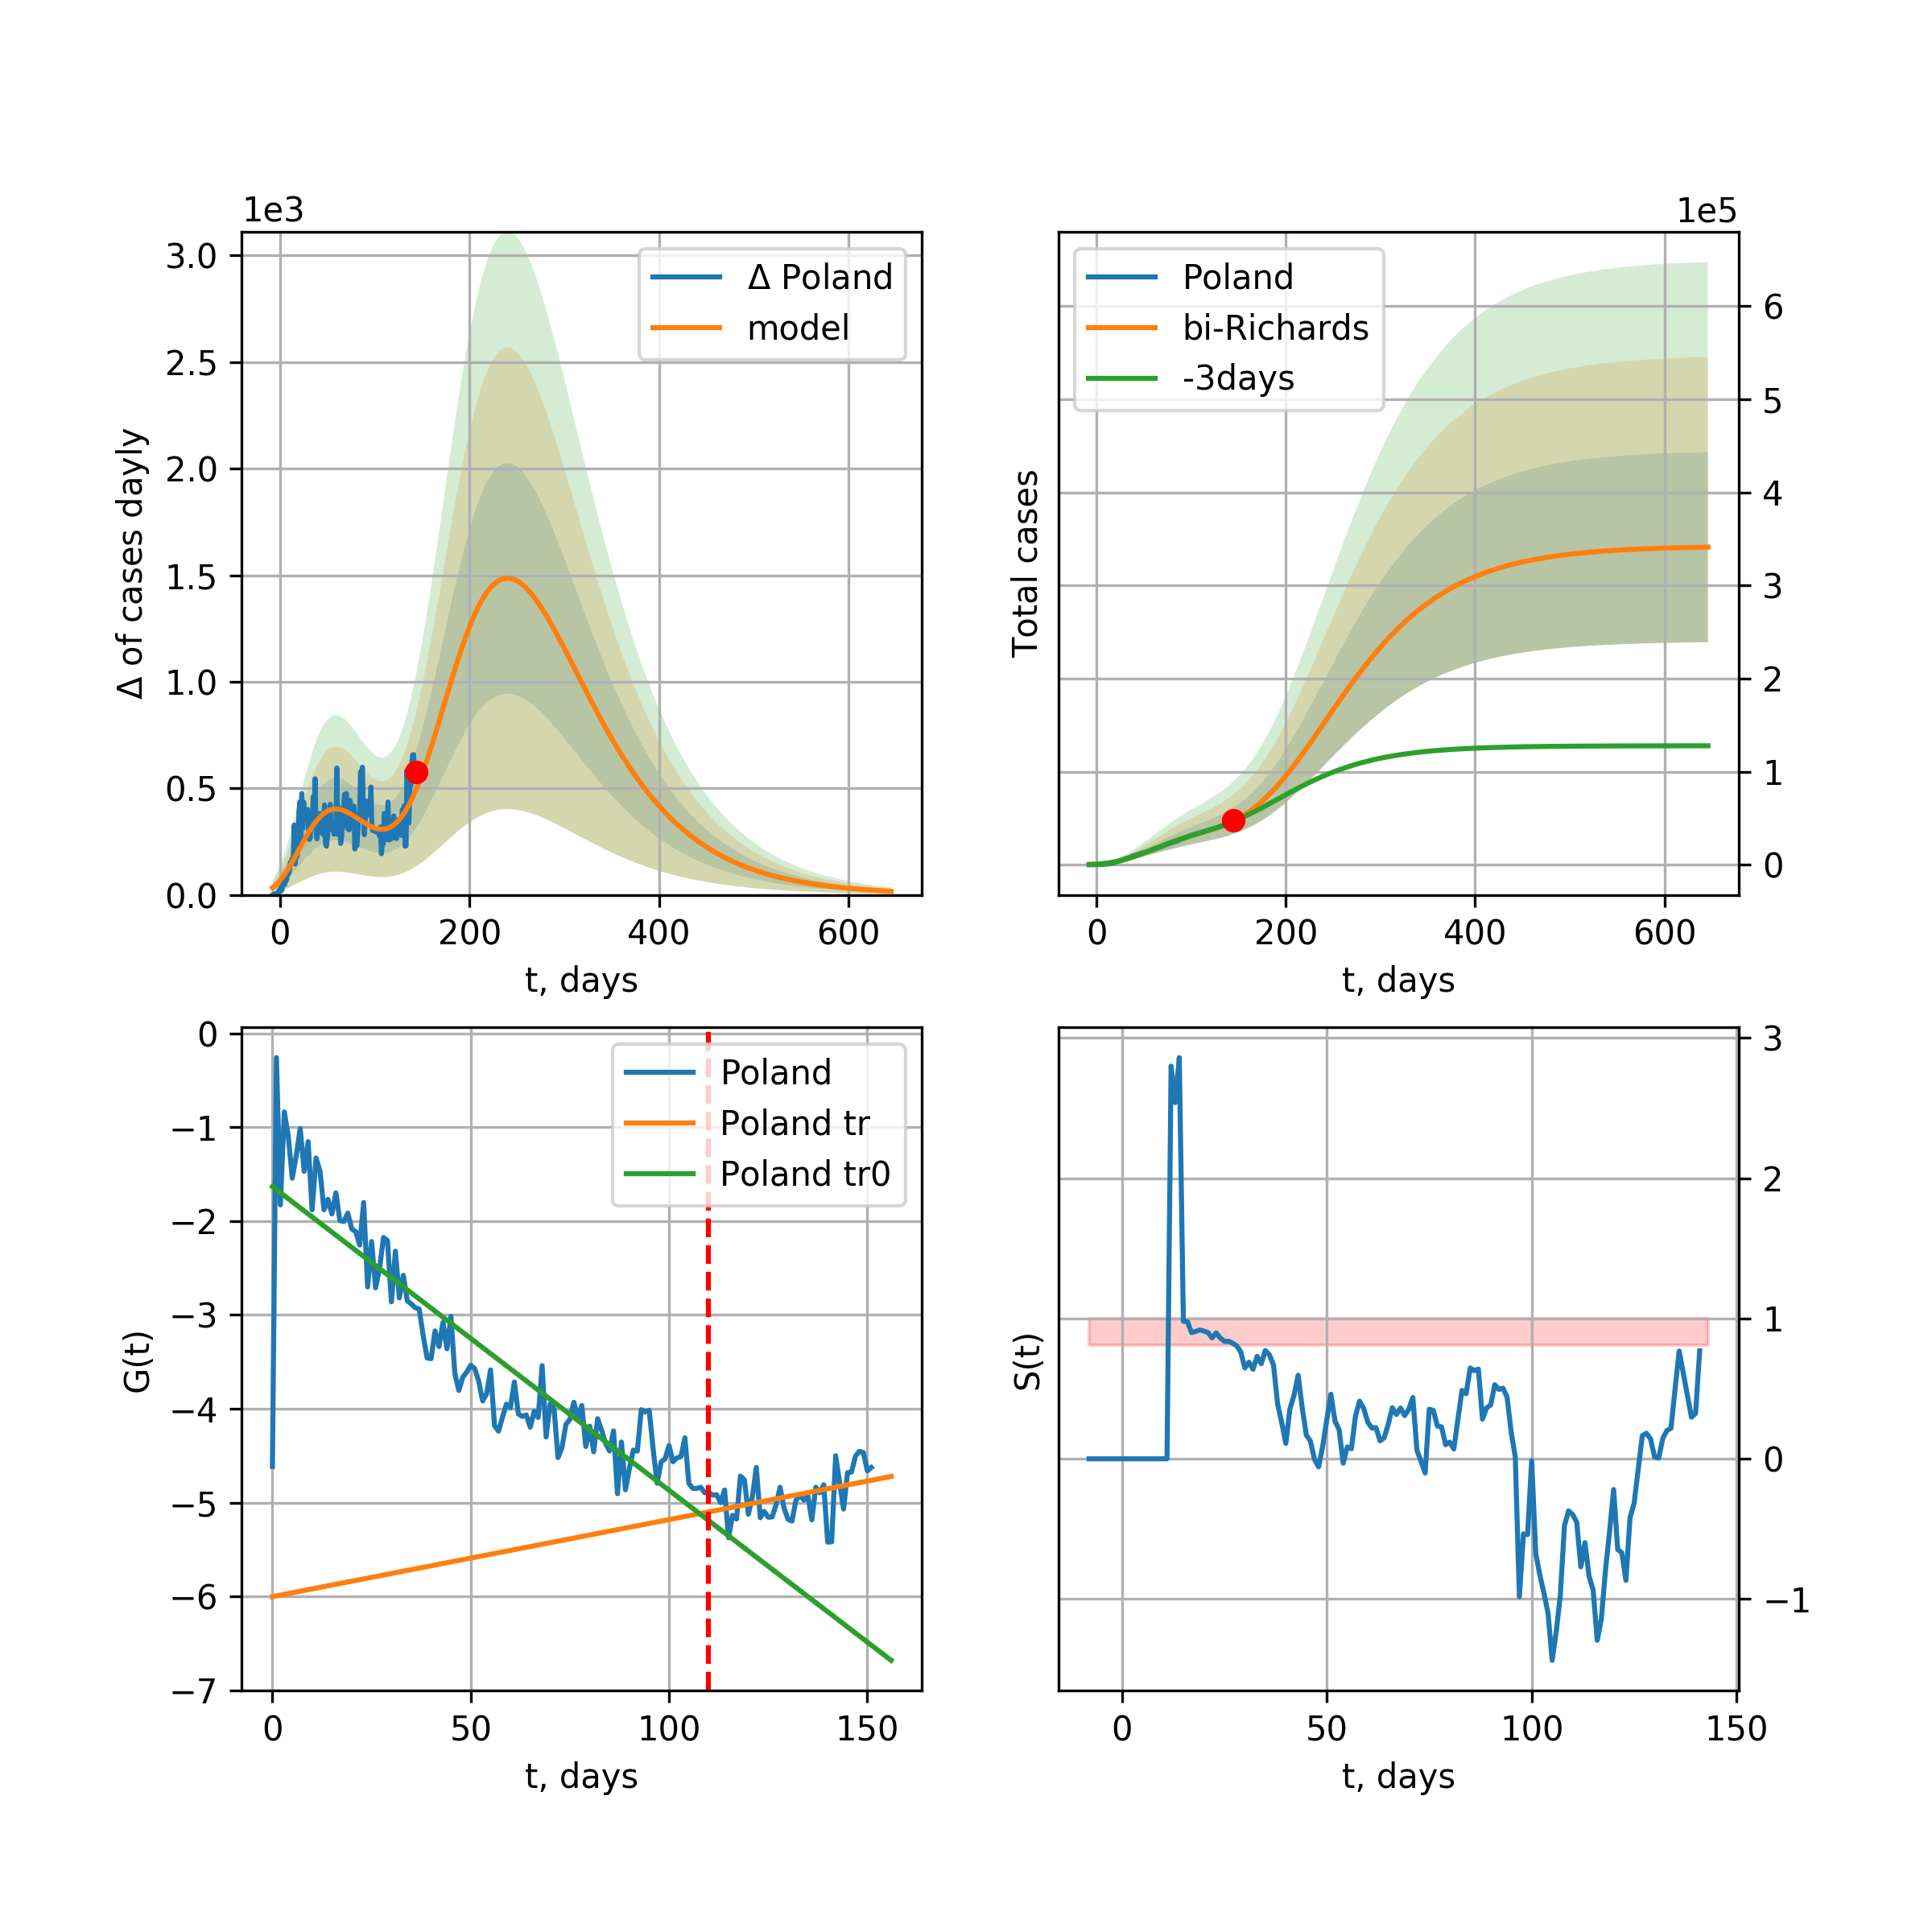 1e3
3.0
2.5
2.0
1.5
1.0
0.5
0.0
Δ of cases dayly
Δ Poland
model
0 200 400 600
t, days
1e5
6
5
4
3
2
1
0
Total cases
Poland
bi-Richards
-3days
0 200 400 600
t, days
0
−1
−2
−3
−4
−5
−6
−7
G(t)
Poland
Poland tr
Poland tr0
0 50 100 150
t, days
3
2
1
0
−1
S(t)
0 50 100 150
t, days